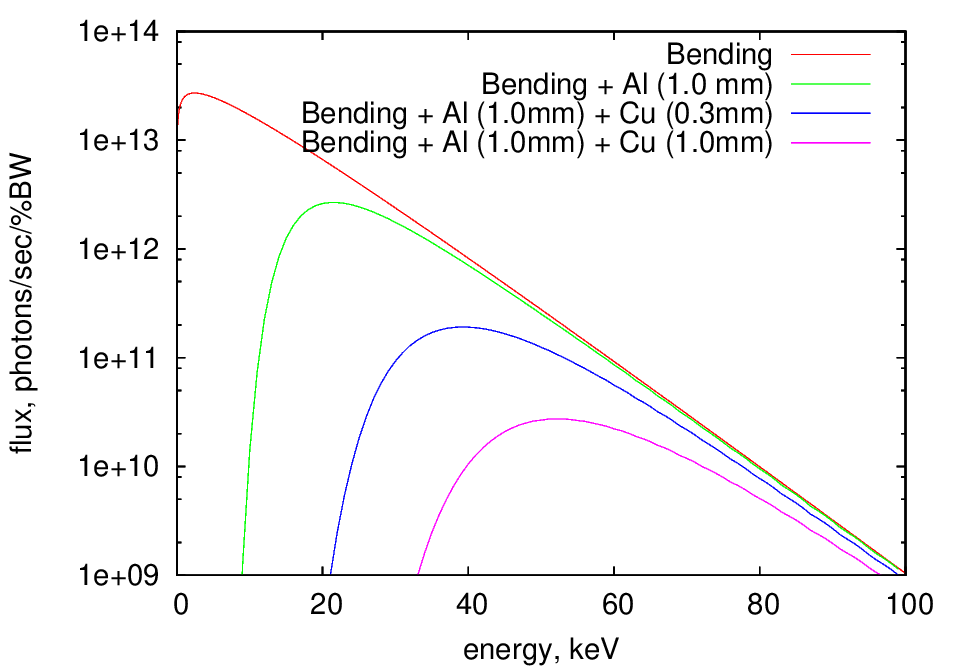 1e+14
1e+13
1e+12
1e+11
1e+10
1e+09
flux, photons/sec/%BW
Bending
Bending + Al (1.0 mm)
Bending + Al (1.0mm) + Cu (0.3mm)
Bending + Al (1.0mm) + Cu (1.0mm)
0 20 40 60 80 100
energy, keV